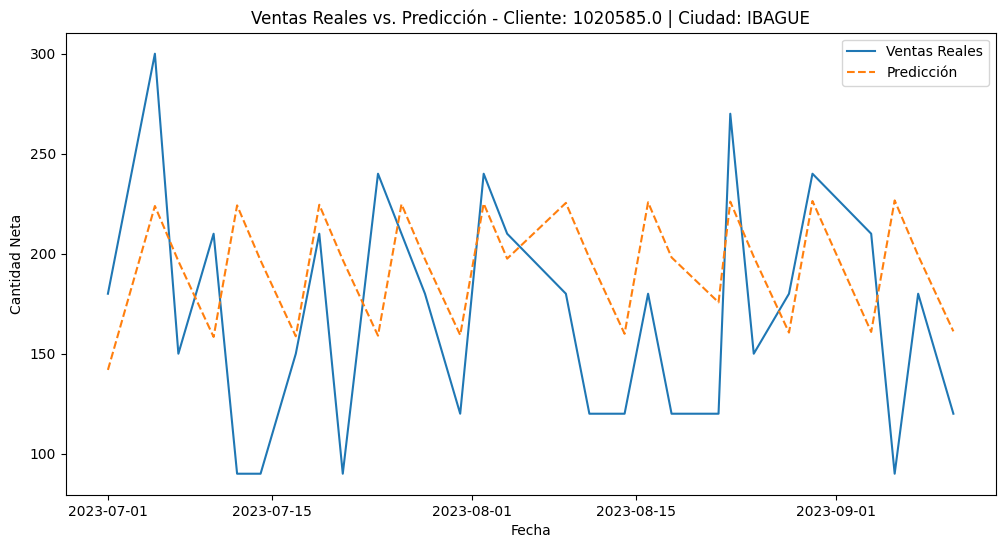 Ventas Reales vs. Predicción - Cliente: 1020585.0 | Ciudad: IBAGUE
Ventas Reales
Predicción
Cantidad Neta
300
250
200
150
100
2023-07-01
2023-07-15
2023-08-01
2023-08-15
2023-09-01
Fecha